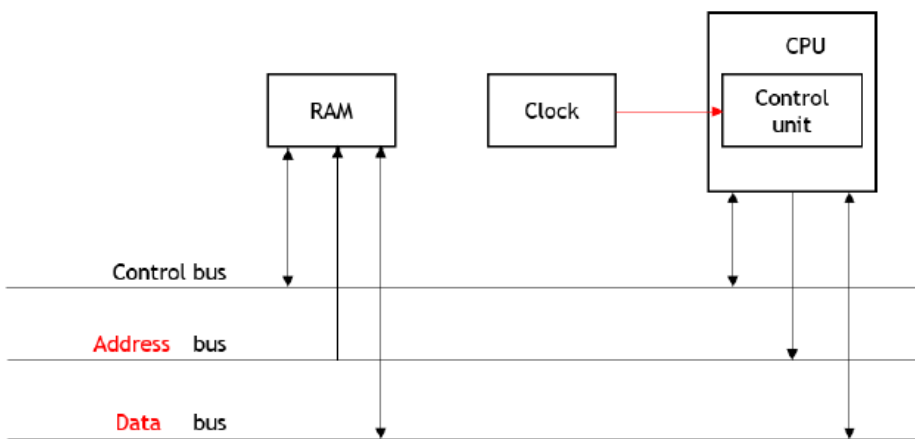 CPU
RAM
Clock
Control
unit
Control bus
Address bus
Data bus